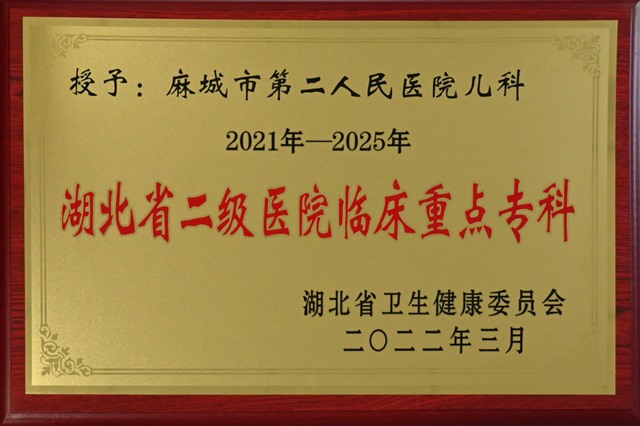 授予：麻城市第二人民医院儿科
2021年—2025年
湖北省二级医院临床重点专科
湖北省卫生健康委员会
二〇二二年三月